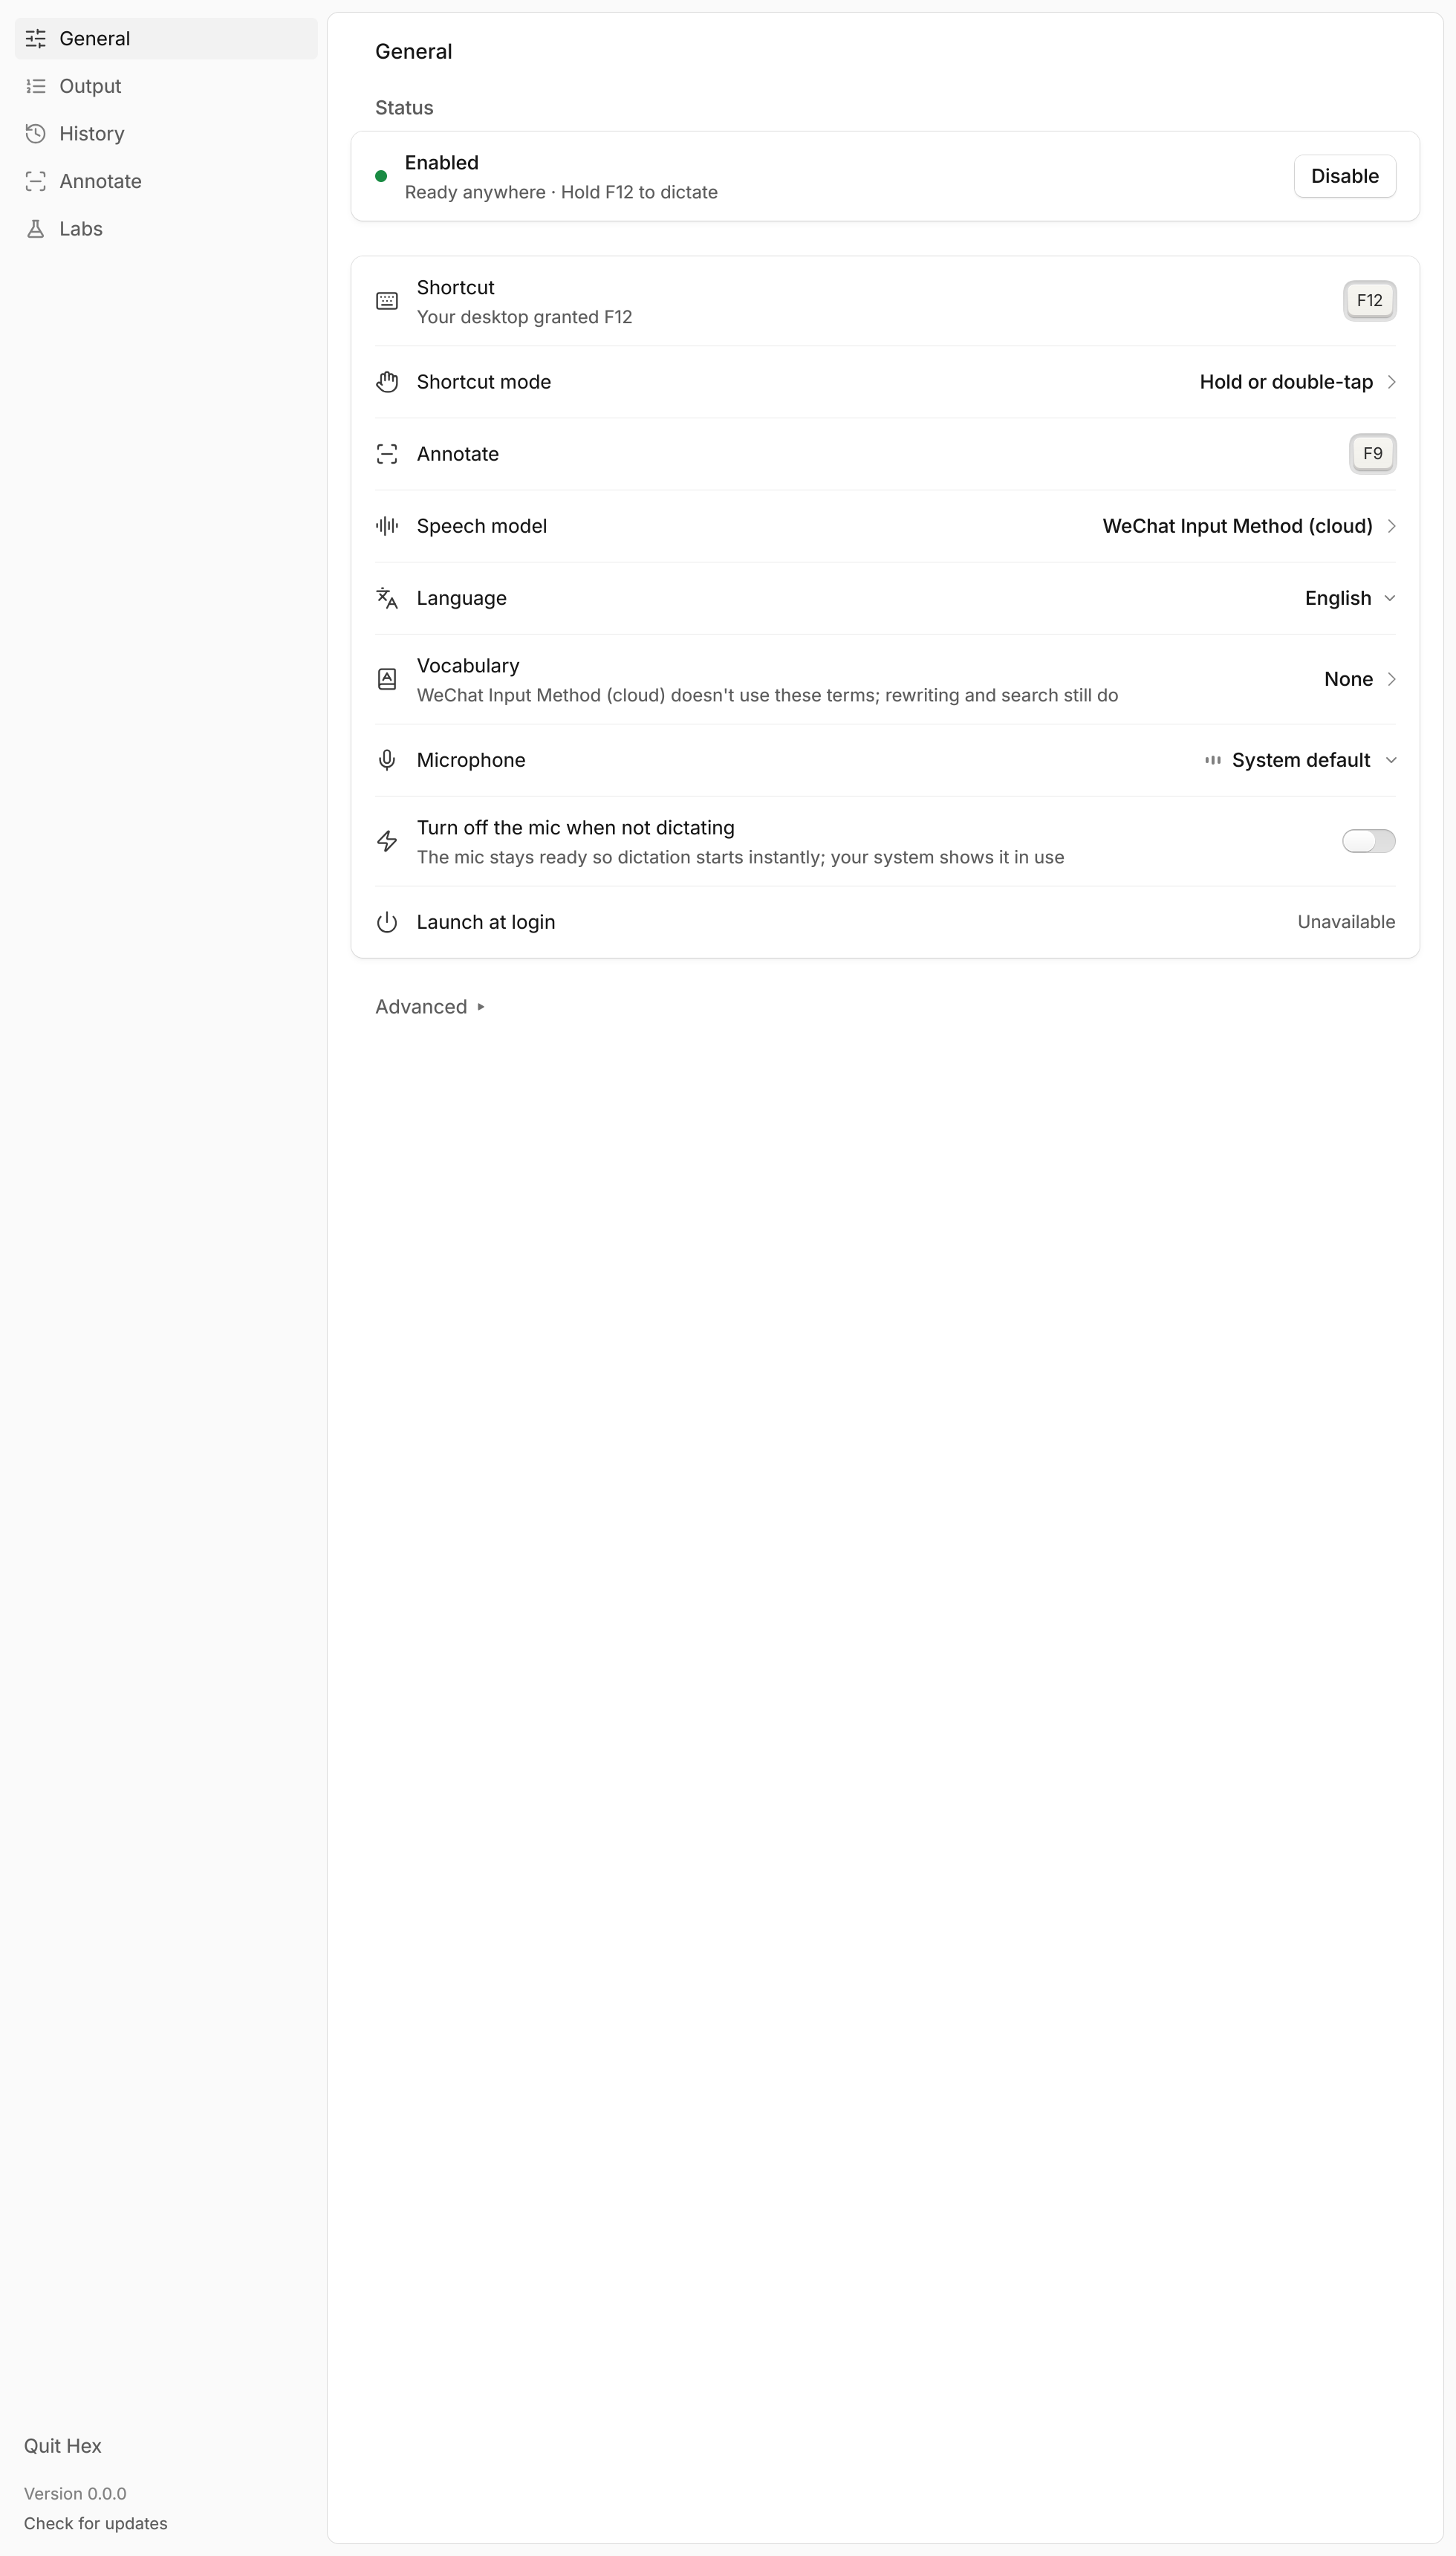 General
Output
History
Annotate
Labs
General
Status
Enabled
Ready anywhere · Hold F12 to dictate
Disable
Shortcut
Your desktop granted F12
F12
Shortcut mode
Hold or double-tap
Annotate
F9
Speech model
WeChat Input Method (cloud)
Language
English
Vocabulary
WeChat Input Method (cloud) doesn't use these terms; rewriting and search still do
None
Microphone
System default
Turn off the mic when not dictating
The mic stays ready so dictation starts instantly; your system shows it in use
Launch at login
Unavailable
Advanced
Quit Hex
Version 0.0.0
Check for updates